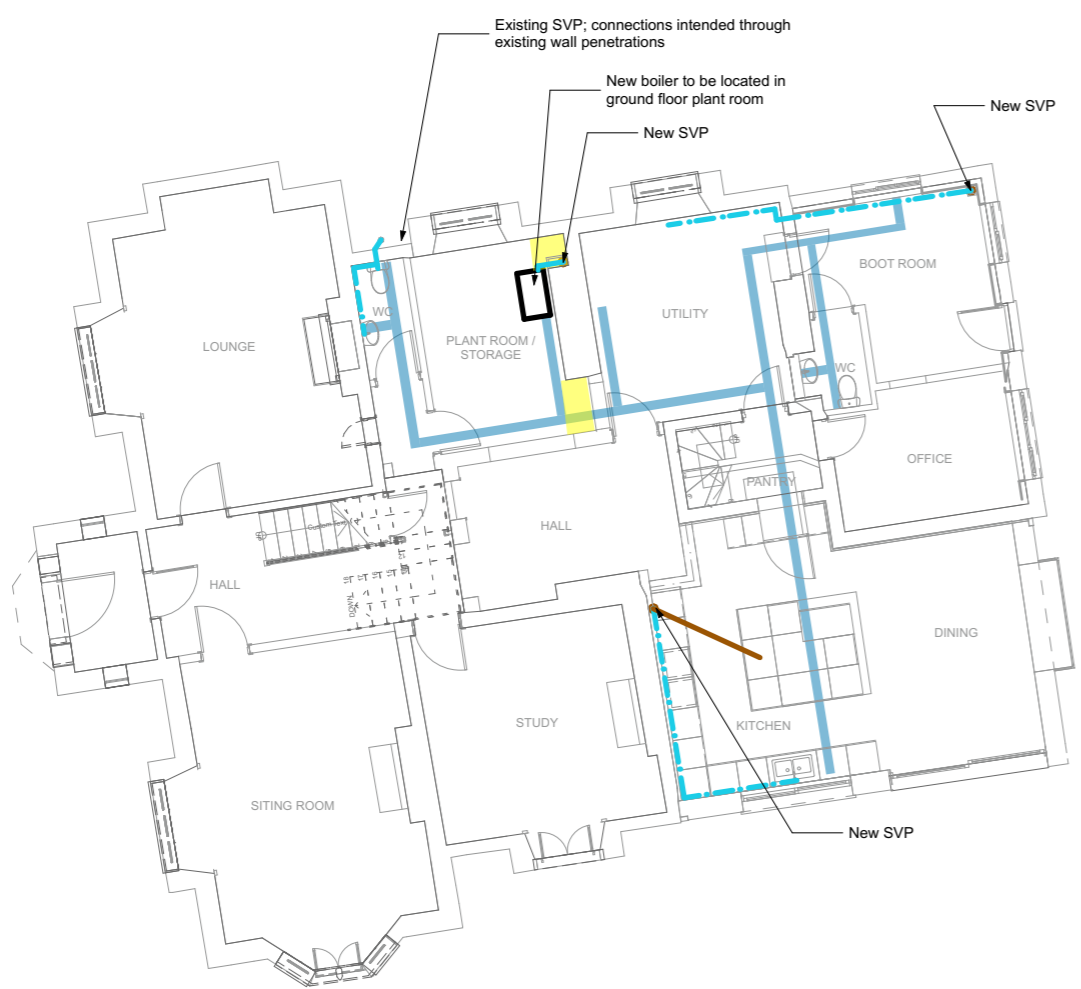 Existing SVP; connections intended through
existing wall penetrations
New boiler to be located in
ground floor plant room
New SVP
New SVP
BOOT ROOM
WC
UTILITY
PLANT ROOM /
STORAGE
LOUNGE
WC
OFFICE
PANTRY
HALL
HALL
DOWN
DINING
STUDY
KITCHEN
SITING ROOM
New SVP